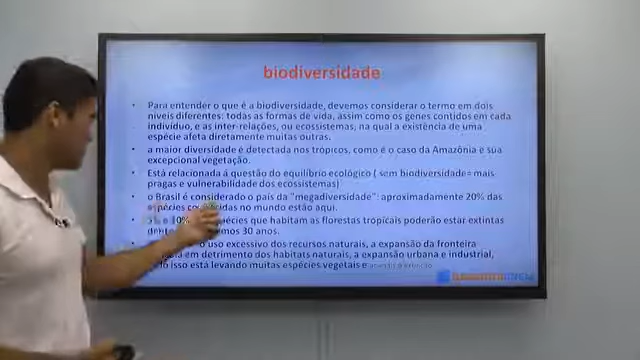 biodiversidade
• Para entender o que é a biodiversidade, devemos considerar o termo em dois
níveis diferentes: todas as formas de vida, assim como os genes contidos em cada
indivíduo, e as inter-relações, ou ecossistemas, na qual a existência de uma
espécie afeta diretamente muitas outras.
• a maior diversidade é detectada nos trópicos, como é o caso da Amazônia e sua
excepcional vegetação.
• Está relacionada á questão do equilíbrio ecológico ( sem biodiversidade= mais
pragas e vulnerabilidade dos ecossistemas)
• o Brasil é considerado o país da "megadiversidade": aproximadamente 20% das
espécies conhecidas no mundo estão aqui.
• 5% e 10% espécies que habitam as florestas tropicais poderão estar extintas
dent mos 30 anos.
• o uso excessivo dos recursos naturais, a expansão da fronteira
em detrimento dos habitats naturais, a expansão urbana e industrial,
o isso está levando muitas espécies vegetais e